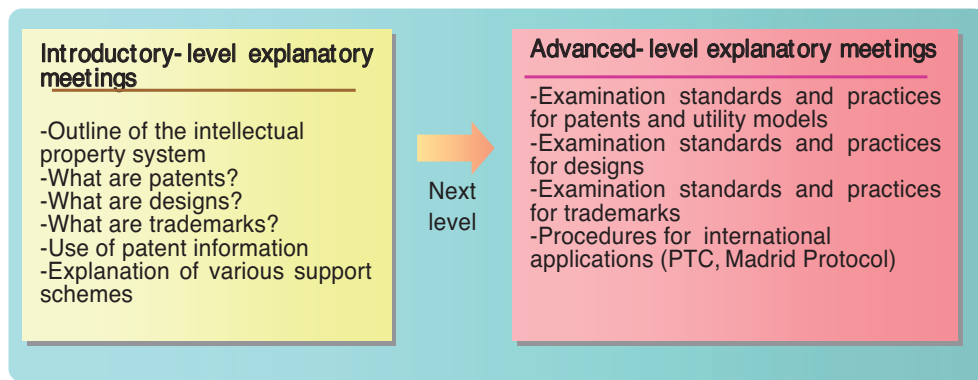 Introductory-level explanatory
meetings
-Outline of the intellectual
property system
-What are patents?
-What are designs?
-What are trademarks?
-Use of patent information
-Explanation of various support
schemes
Next
level
Advanced-level explanatory meetings
-Examination standards and practices
for patents and utility models
-Examination standards and practices
for designs
-Examination standards and practices
for trademarks
-Procedures for international
applications (PTC, Madrid Protocol)